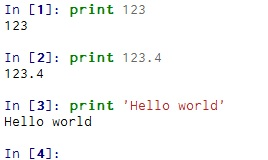 In [1]: print 123
123
In [2]: print 123.4
123.4
In [3]: print 'Hello world'
Hello world
In [4]: